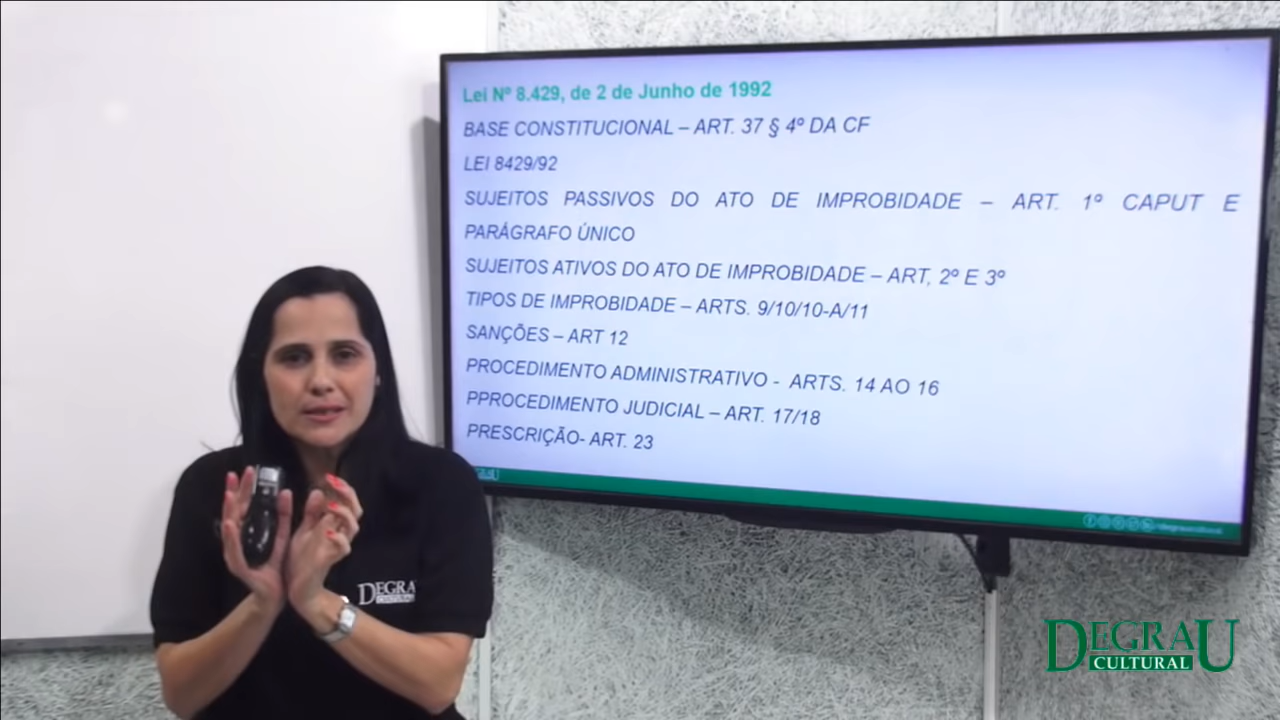 Lei Nº 8.429, de 2 de Junho de 1992
BASE CONSTITUCIONAL – ART. 37 § 4º DA CF
LEI 8429/92
SUJEITOS PASSIVOS DO ATO DE IMPROBIDADE – ART. 1º CAPUT E
PARÁGRAFO ÚNICO
SUJEITOS ATIVOS DO ATO DE IMPROBIDADE – ART, 2º E 3º
TIPOS DE IMPROBIDADE – ARTS. 9/10/10-A/11
SANÇÕES – ART 12
PROCEDIMENTO ADMINISTRATIVO - ARTS. 14 AO 16
PPROCEDIMENTO JUDICIAL – ART. 17/18
PRESCRIÇÃO- ART. 23
DEGRAU
CULTURAL